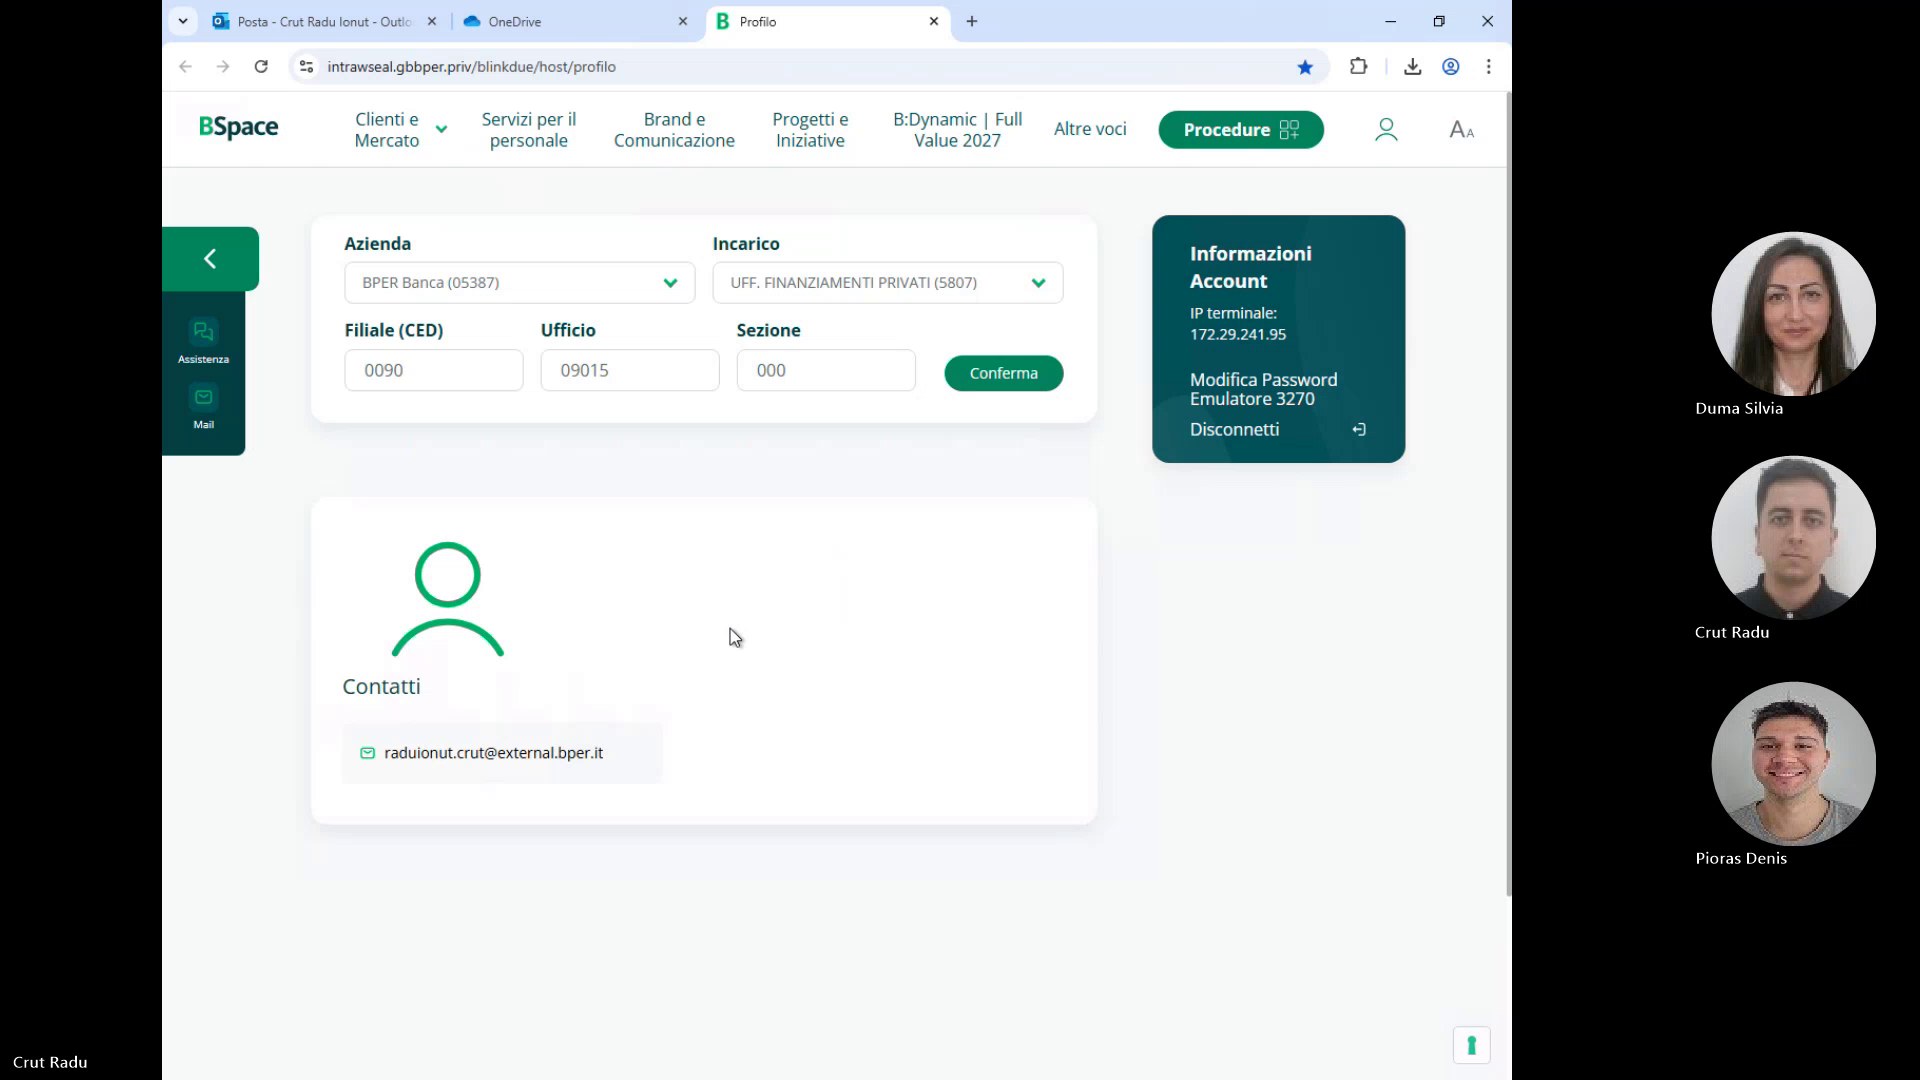 Posta - Crut Radu Ionut - Outlo
OneDrive
Profilo
intrawseal.gbbper.priv/blinkdue/host/profilo
BSpace
Clienti e
Mercato
Servizi per il
personale
Brand e
Comunicazione
Progetti e
Iniziative
B:Dynamic | Full
Value 2027
Altre voci
Procedure
AA
Azienda
Incarico
BPER Banca (05387)
UFF. FINANZIAMENTI PRIVATI (5807)
Filiale (CED)
Ufficio
Sezione
0090
09015
000
Conferma
Informazioni
Account
IP terminale:
172.29.241.95
Modifica Password
Emulatore 3270
Disconnetti
Assistenza
Mail
Contatti
raduionut.crut@external.bper.it
Duma Silvia
Crut Radu
Pioras Denis
Crut Radu